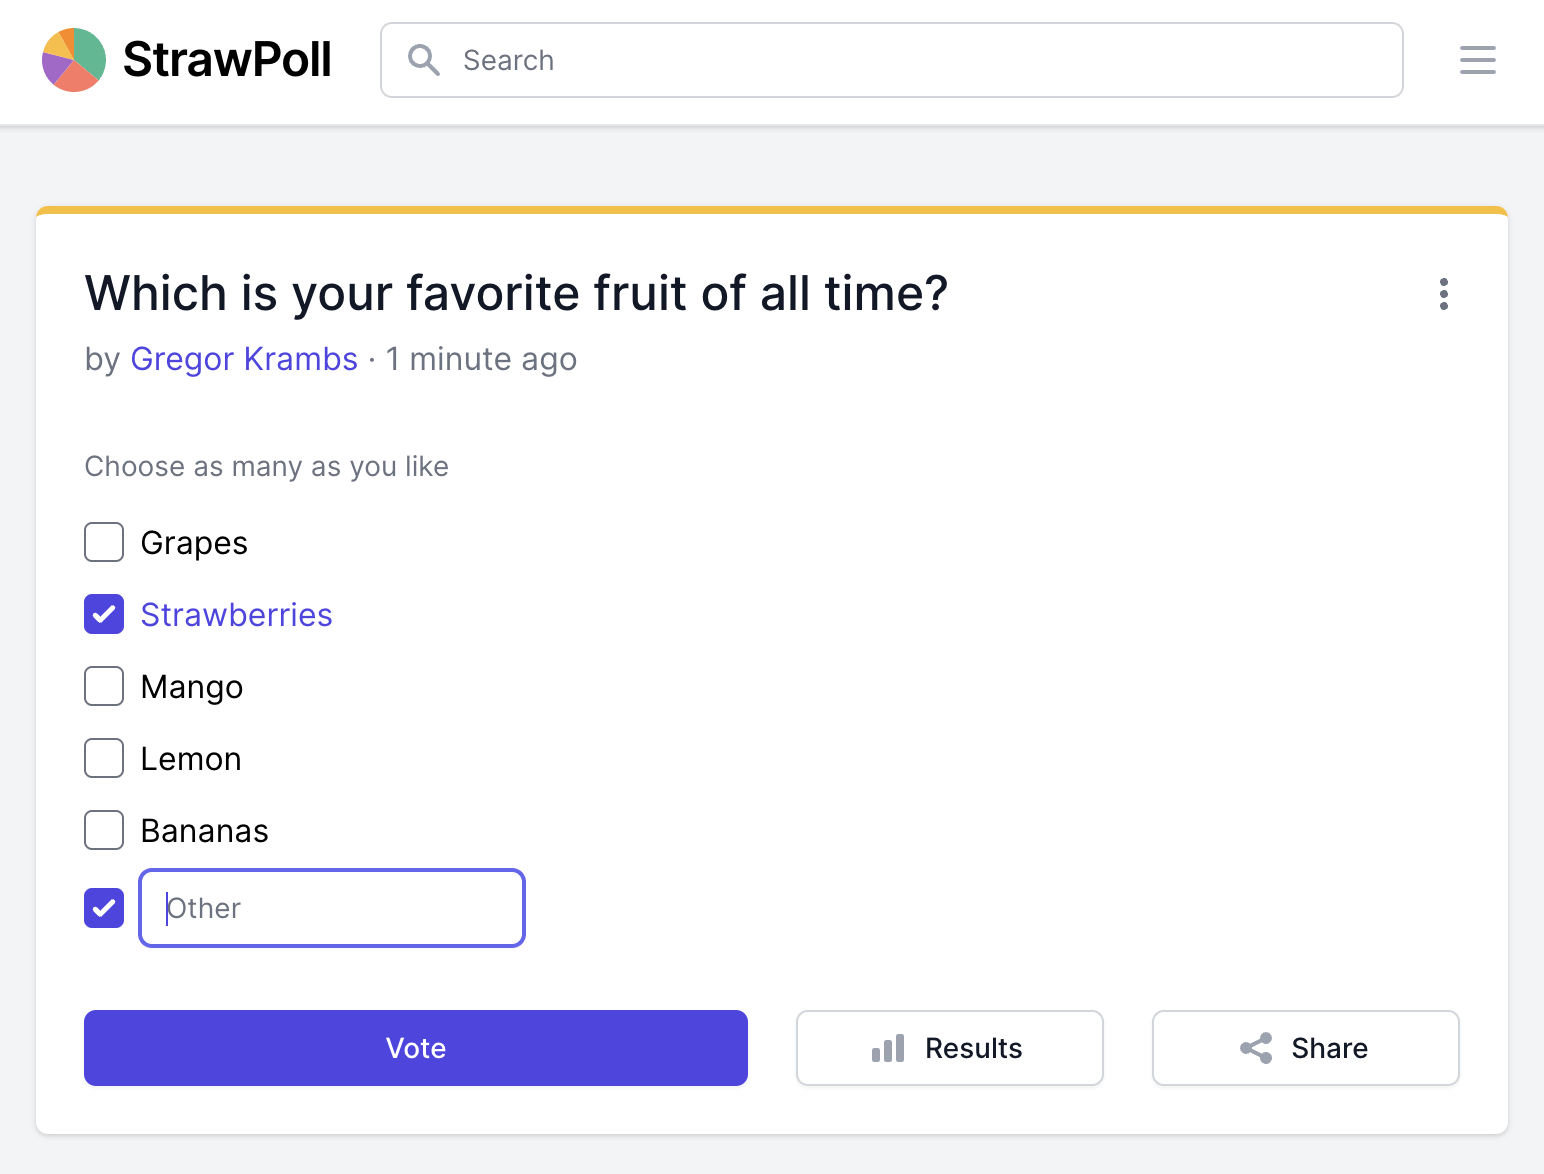 StrawPoll
Search
Which is your favorite fruit of all time?
by Gregor Krambs · 1 minute ago
Choose as many as you like
Grapes
Strawberries
Mango
Lemon
Bananas
Other
Vote
Results
Share